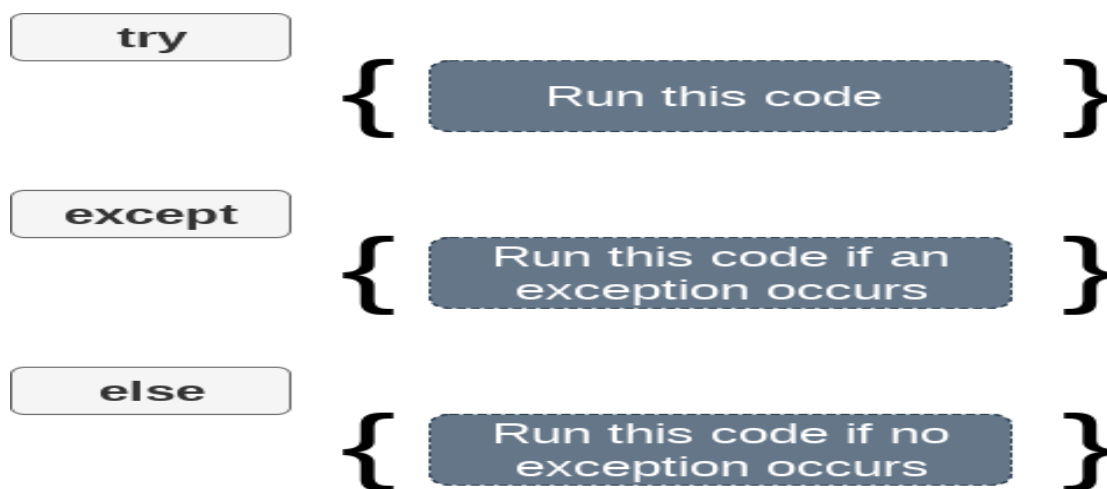 try
{ Run this code }
except
{ Run this code if an
exception occurs }
else
{ Run this code if no
exception occurs }